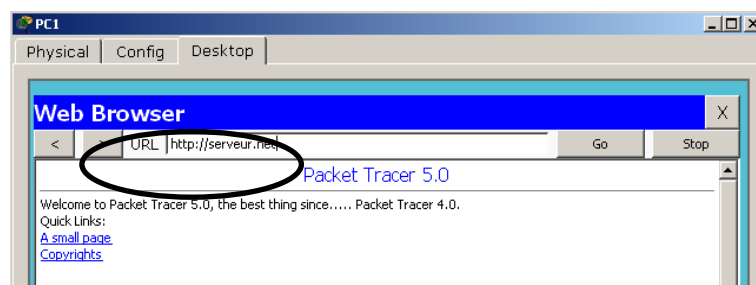 PC1
Physical Config Desktop
Web Browser X
< > URL http://serveur.net Go Stop
Packet Tracer 5.0
Welcome to Packet Tracer 5.0, the best thing since..... Packet Tracer 4.0.
Quick Links:
A small page
Copyrights